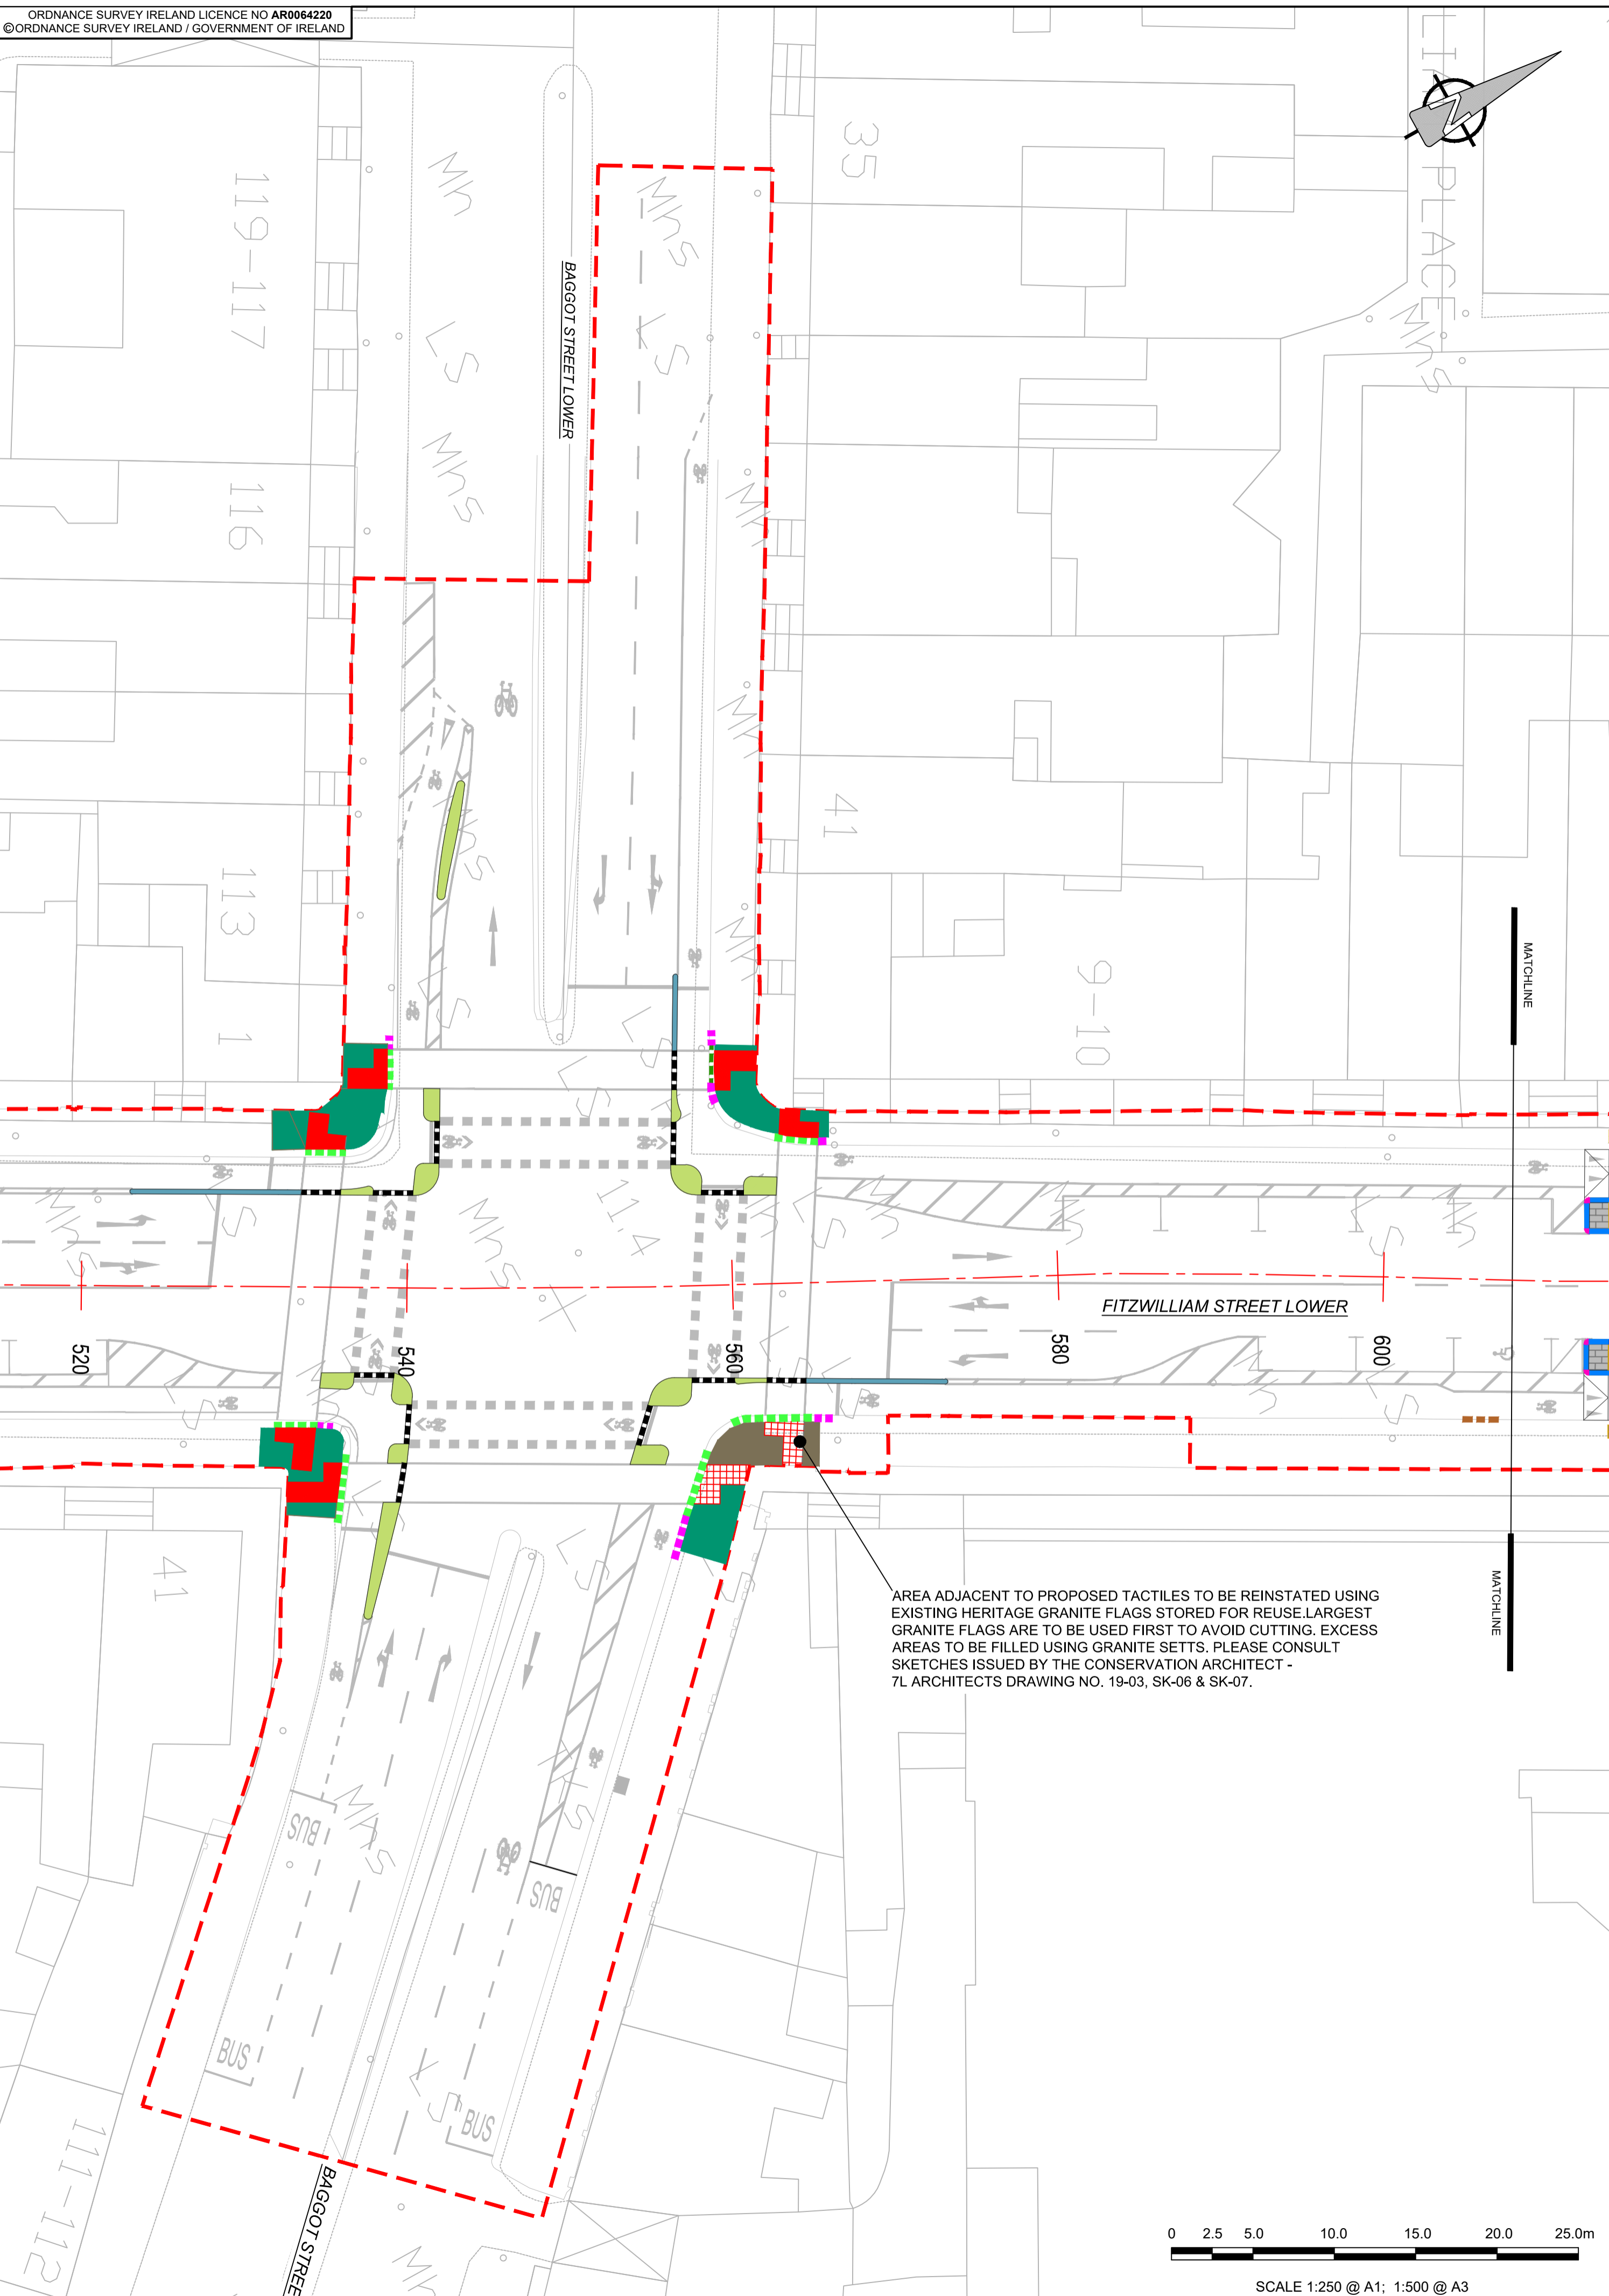 ORDNANCE SURVEY IRELAND LICENCE NO AR0064220
©ORDNANCE SURVEY IRELAND / GOVERNMENT OF IRELAND
35
119-117
BAGGOT STREET LOWER
116
41
113
9-10
1
MATCHLINE
FITZWILLIAM STREET LOWER
520
540
560
580
600
MATCHLINE
41
AREA ADJACENT TO PROPOSED TACTILES TO BE REINSTATED USING
EXISTING HERITAGE GRANITE FLAGS STORED FOR REUSE.LARGEST
GRANITE FLAGS ARE TO BE USED FIRST TO AVOID CUTTING. EXCESS
AREAS TO BE FILLED USING GRANITE SETTS. PLEASE CONSULT
SKETCHES ISSUED BY THE CONSERVATION ARCHITECT -
7L ARCHITECTS DRAWING NO. 19-03, SK-06 & SK-07.
BUS
BUS
BUS
BUS
111-112
BAGGOT STREE
0 2.5 5.0 10.0 15.0 20.0 25.0m
SCALE 1:250 @ A1; 1:500 @ A3